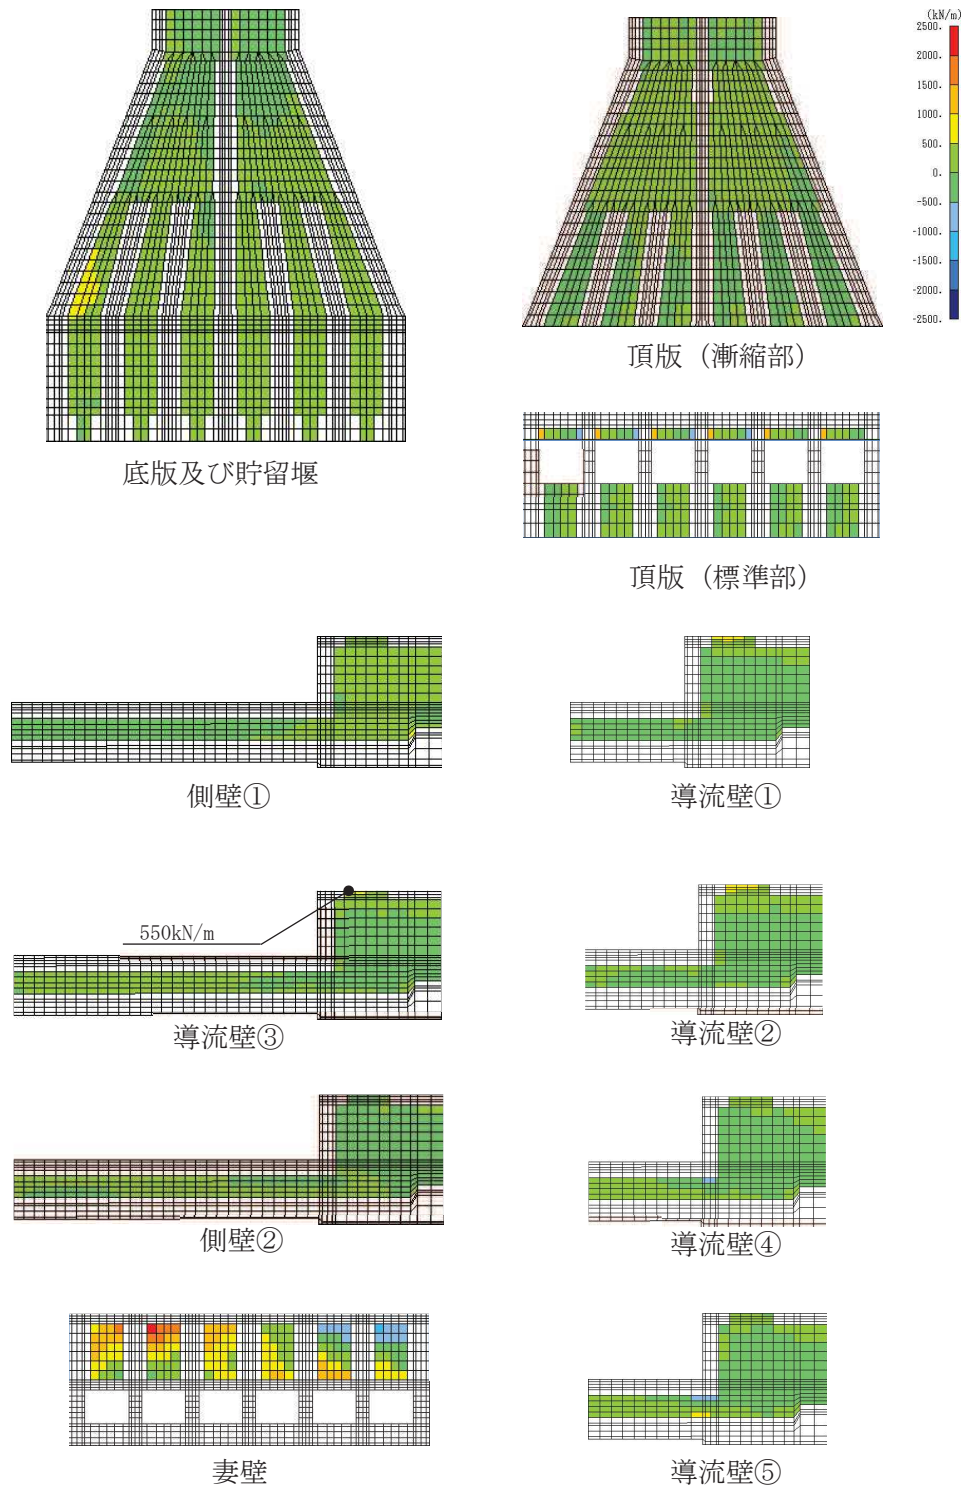 (kN/m)
2500.
2000.
1500.
1000.
500.
0.
-500.
-1000.
-1500.
-2000.
-2500.
頂版（漸縮部）
底版及び貯留堰
頂版（標準部）
側壁①
導流壁①
550kN/m
導流壁③
導流壁②
側壁②
導流壁④
妻壁
導流壁⑤